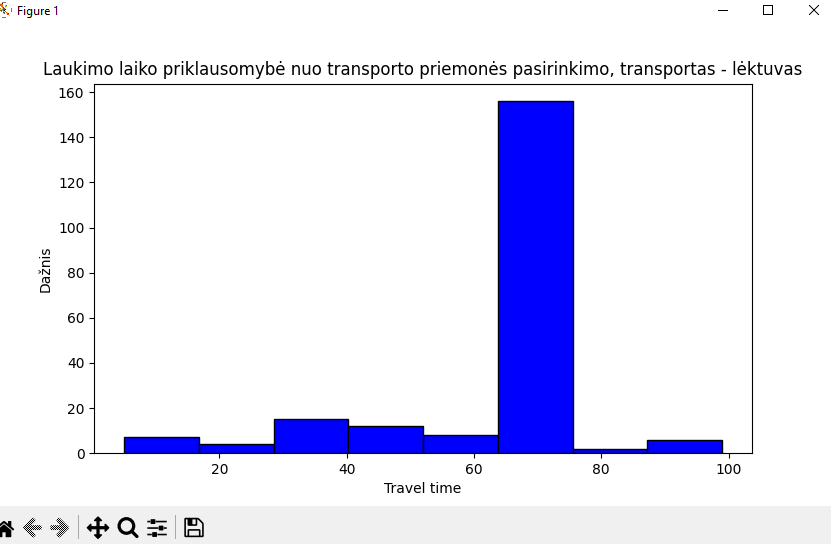 Figure 1
Laukimo laiko priklausomybė nuo transporto priemonės pasirinkimo, transportas - lėktuvas
160
140
120
100
80
60
40
20
0
Dažnis
20 40 60 80 100
Travel time